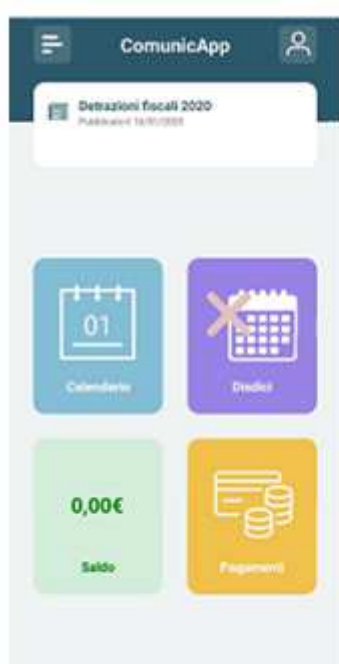 ComunicApp
Detrazioni fiscali 2020
01
Calendario
Disdici
0,00€
Saldo
Pagamenti